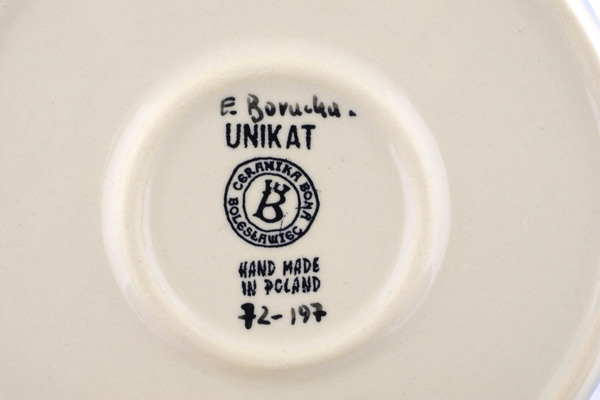 E. Borucka.
UNIKAT
CERAMIKA BONA
BOLESŁAWIEC
B
HAND MADE
IN POLAND
72-197